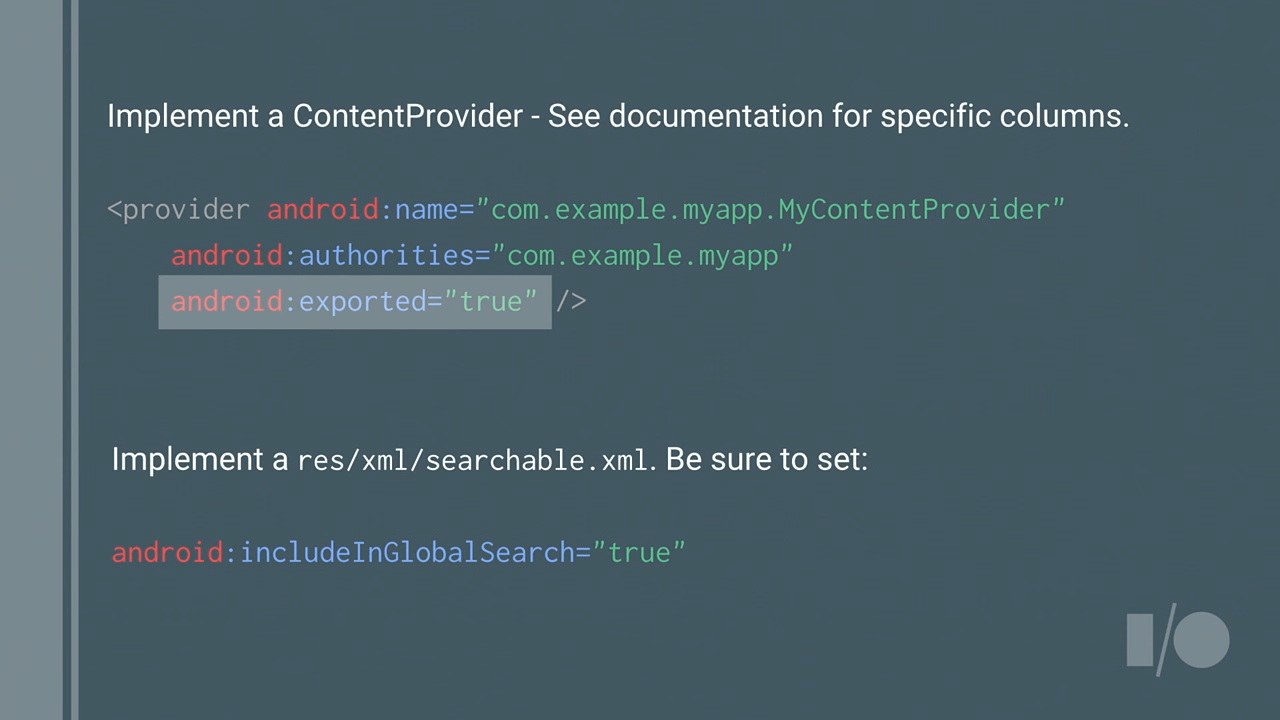 Implement a ContentProvider - See documentation for specific columns.
<provider android:name="com.example.myapp.MyContentProvider"
android:authorities="com.example.myapp"
android:exported="true" />
Implement a res/xml/searchable.xml. Be sure to set:
android:includeInGlobalSearch="true"
I/O